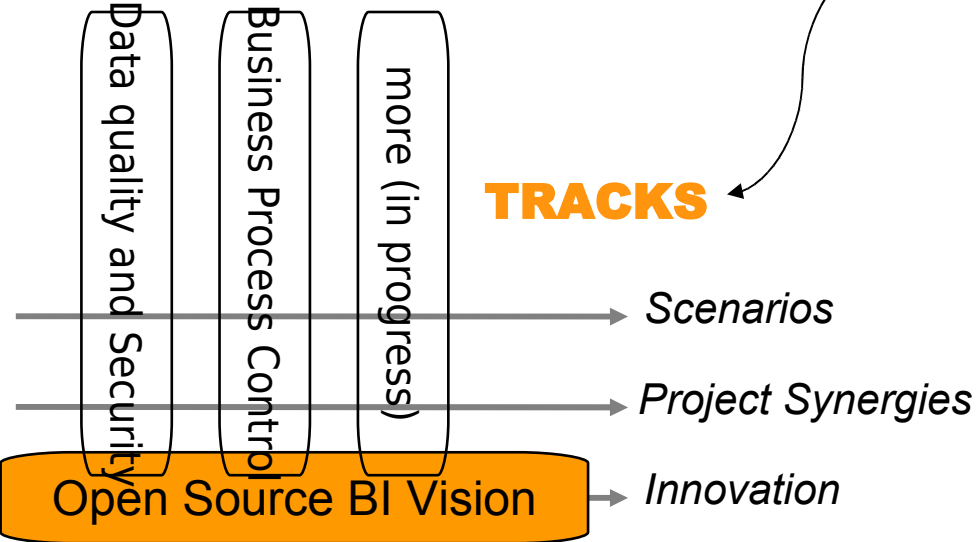 Data quality and Security
Business Process Control
more (in progress)
TRACKS
Scenarios
Project Synergies
Open Source BI Vision
Innovation